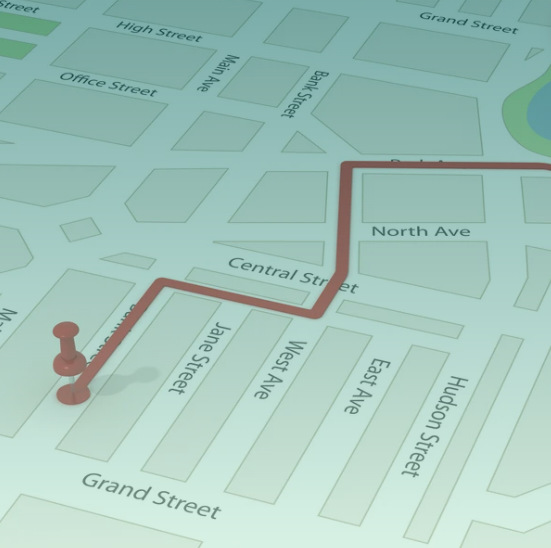 Street
High Street
Grand Street
Office Street
Main Ave
Bank Street
North Ave
Central Street
Jane Street
West Ave
East Ave
Hudson Street
Grand Street